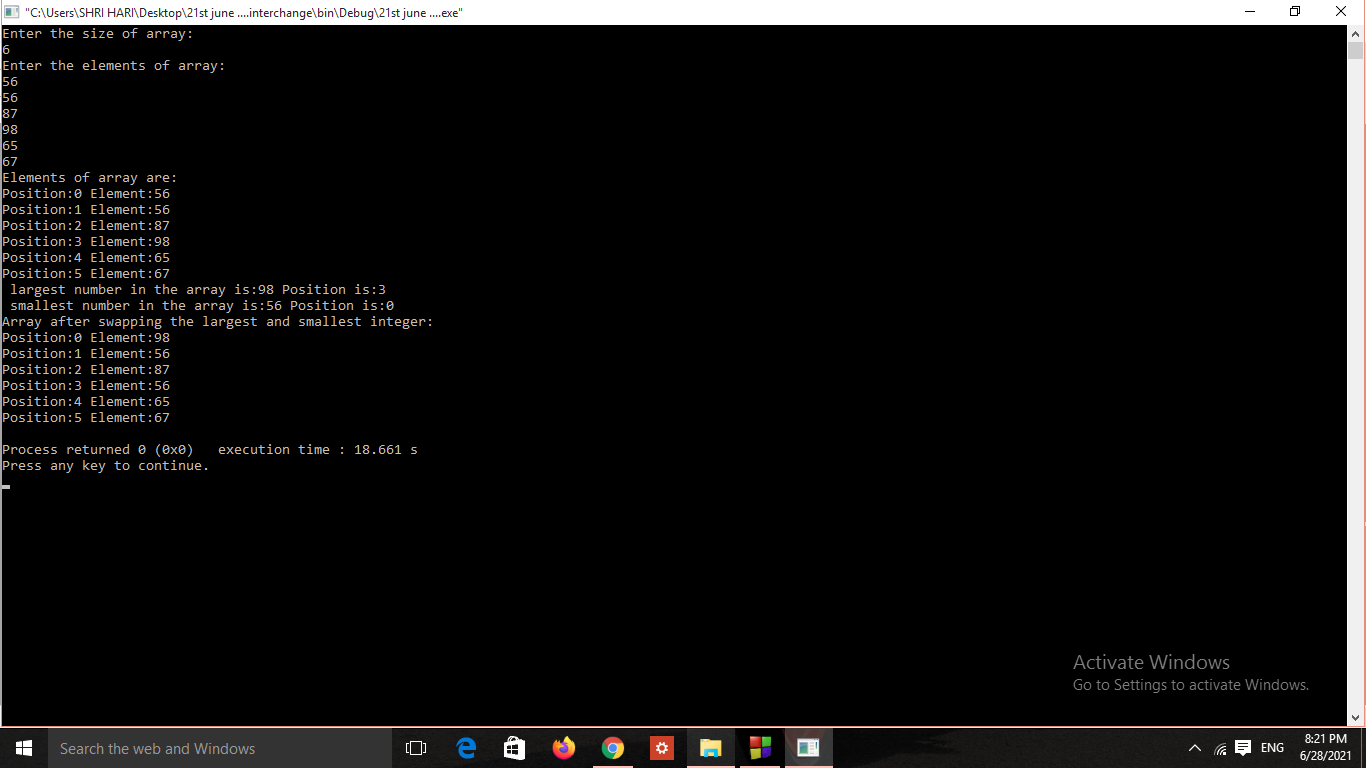 "C:\Users\SHRI HARI\Desktop\21st june ....interchange\bin\Debug\21st june ....exe"
Enter the size of array:
6
Enter the elements of array:
56
56
87
98
65
67
Elements of array are:
Position:0 Element:56
Position:1 Element:56
Position:2 Element:87
Position:3 Element:98
Position:4 Element:65
Position:5 Element:67
 largest number in the array is:98 Position is:3
 smallest number in the array is:56 Position is:0
Array after swapping the largest and smallest integer:
Position:0 Element:98
Position:1 Element:56
Position:2 Element:87
Position:3 Element:56
Position:4 Element:65
Position:5 Element:67
Process returned 0 (0x0)   execution time : 18.661 s
Press any key to continue.
Activate Windows
Go to Settings to activate Windows.
Search the web and Windows
ENG
8:21 PM
6/28/2021